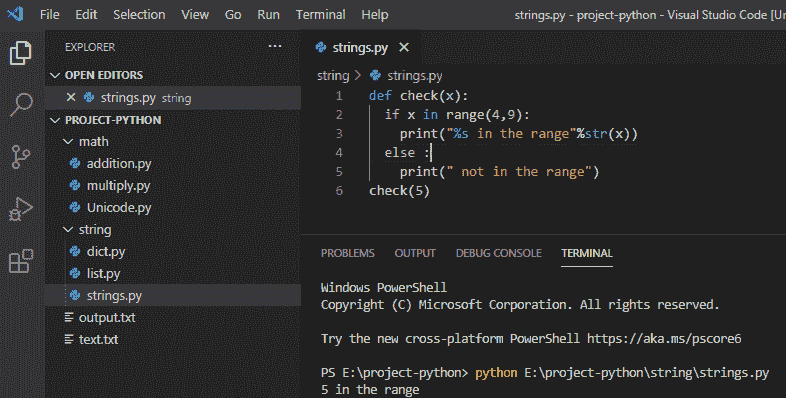 File Edit Selection View Go Run Terminal Help strings.py - project-python - Visual Studio Code [Un
EXPLORER ...
OPEN EDITORS
strings.py string
PROJECT-PYTHON
math
addition.py
multiply.py
Unicode.py
string
dict.py
list.py
strings.py
output.txt
text.txt
strings.py
string > strings.py
1 def check(x):
2 if x in range(4,9):
3 print("%s in the range"%str(x))
4 else :
5 print(" not in the range")
6 check(5)
PROBLEMS OUTPUT DEBUG CONSOLE TERMINAL
Windows PowerShell
Copyright (C) Microsoft Corporation. All rights reserved.
Try the new cross-platform PowerShell https://aka.ms/pscore6
PS E:\project-python> python E:\project-python\string\strings.py
5 in the range